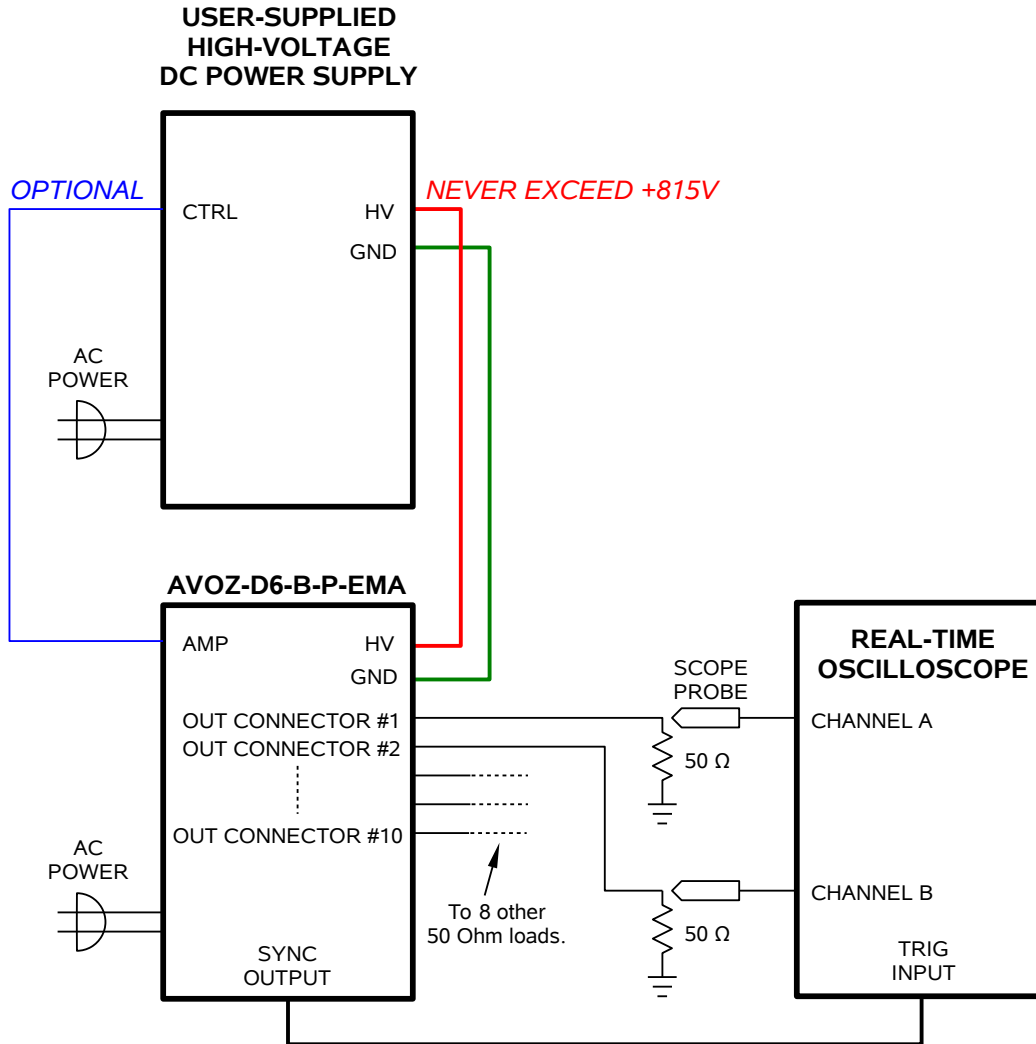 USER-SUPPLIED
HIGH-VOLTAGE
DC POWER SUPPLY
OPTIONAL
NEVER EXCEED +815V
CTRL
HV
GND
AC
POWER
AVOZ-D6-B-P-EMA
AMP
HV
GND
OUT CONNECTOR #1
OUT CONNECTOR #2
OUT CONNECTOR #10
AC
POWER
SYNC
OUTPUT
To 8 other
50 Ohm loads.
SCOPE
PROBE
50 Ω
50 Ω
REAL-TIME
OSCILLOSCOPE
CHANNEL A
CHANNEL B
TRIG
INPUT